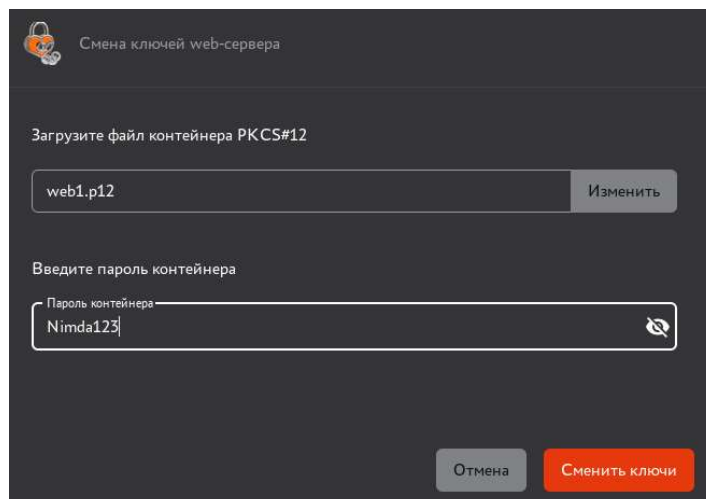 Смена ключей web-сервера
Загрузите файл контейнера PKCS#12
web1.p12
Изменить
Введите пароль контейнера
Пароль контейнера
Nimda123
Отмена
Сменить ключи